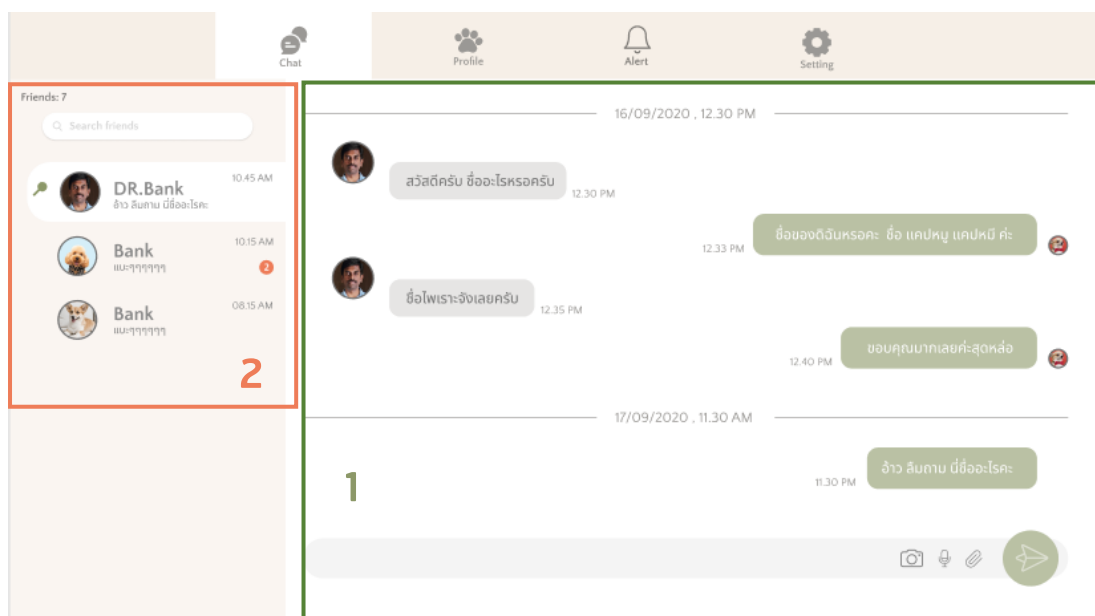 Chat
Profile
Alert
Setting
Friends: 7
Search friends
DR.Bank
10.45 AM
อ้าว ลืมถาม นี่ชื่ออะไรคะ
Bank
10.15 AM
แบะๆๆๆๆๆๆ
2
Bank
08.15 AM
แบะๆๆๆๆๆๆ
2
16/09/2020 , 12.30 PM
สวัสดีครับ ชื่ออะไรหรอครับ
12.30 PM
ชื่อของดิฉันหรอคะ ชื่อ แคปหมู แคปหมี ค่ะ
12.33 PM
ชื่อไพเราะจังเลยครับ
12.35 PM
ขอบคุณมากเลยค่ะสุดหล่อ
12.40 PM
17/09/2020 , 11.30 AM
อ้าว ลืมถาม นี่ชื่ออะไรคะ
11.30 PM
1